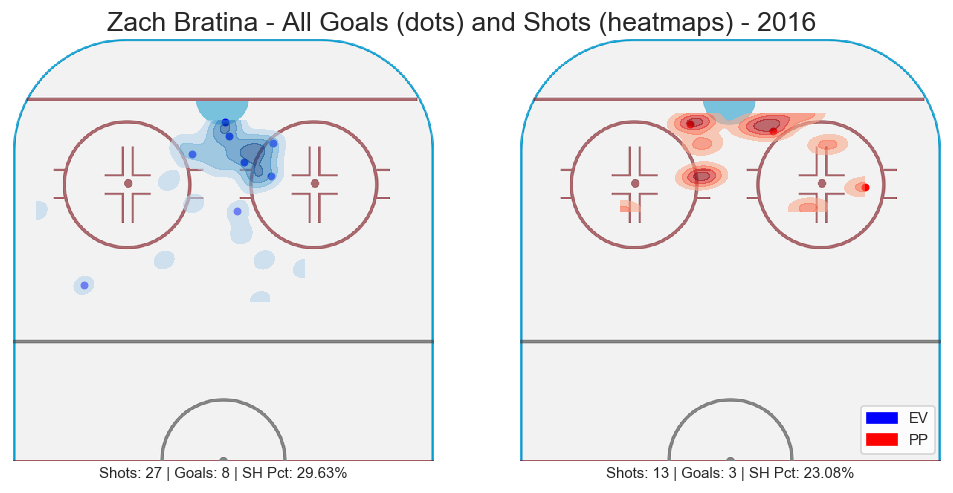 Zach Bratina - All Goals (dots) and Shots (heatmaps) - 2016
EV
PP
Shots: 27 | Goals: 8 | SH Pct: 29.63%
Shots: 13 | Goals: 3 | SH Pct: 23.08%